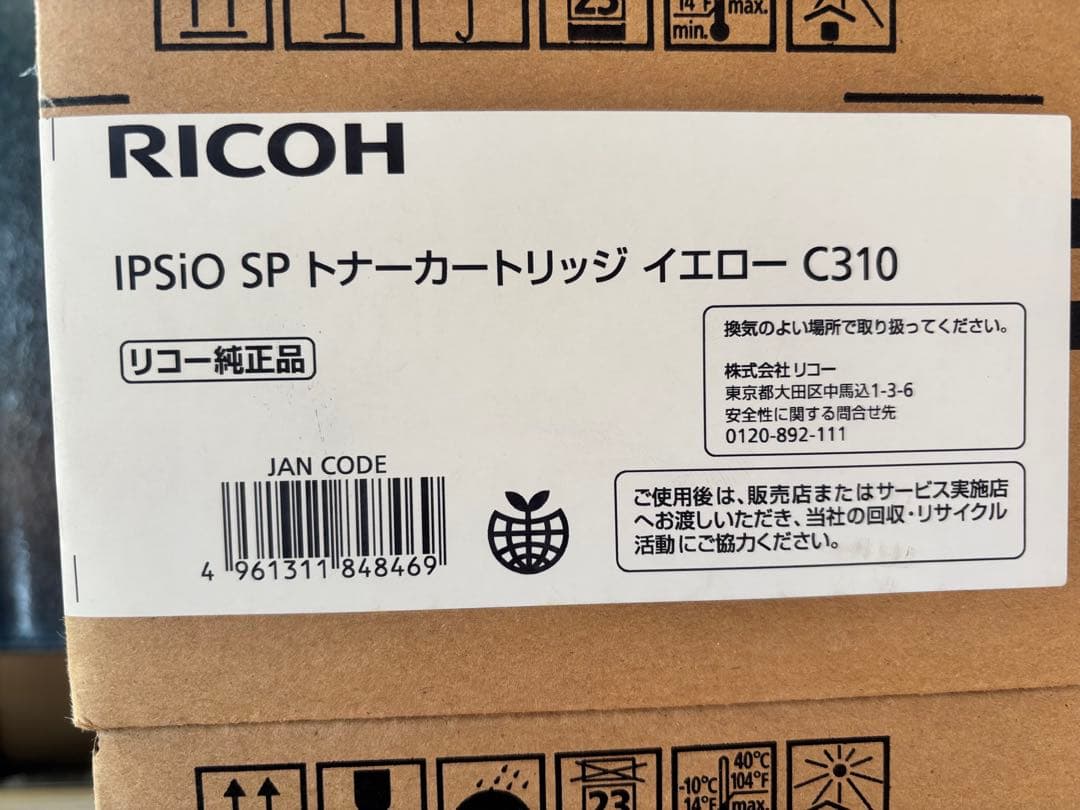 23
14°F
max.
min.
RICOH
IPSiO SP トナーカートリッジ イエロー C310
リコー純正品
換気のよい場所で取り扱ってください。
株式会社リコー
東京都大田区中馬込1-3-6
安全性に関する問合せ先
0120-892-111
JAN CODE
4 961311 848469
ご使用後は、販売店またはサービス実施店
へお渡しいただき、当社の回収・リサイクル
活動にご協力ください。
23
40°C
-10°C 104°F
14°F max.